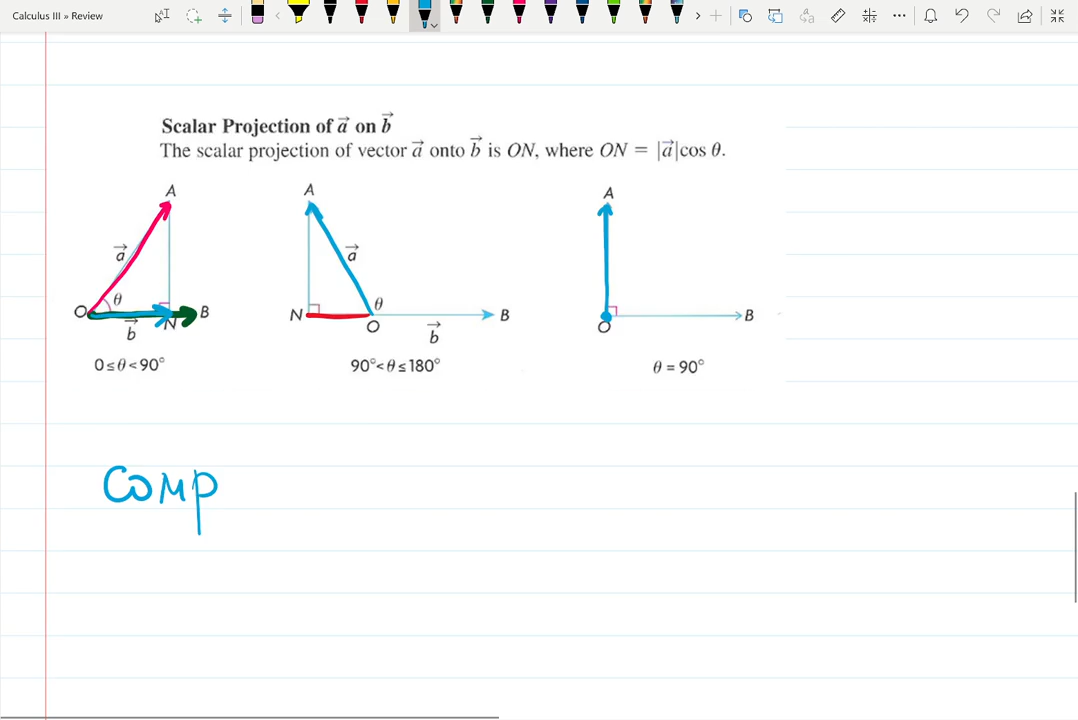 Calculus III » Review
Scalar Projection of a⃗ on b⃗
The scalar projection of vector a⃗ onto b⃗ is ON, where ON = |a⃗|cos θ.
A
a⃗
θ
O
N
B
b⃗
0≤θ<90°
A
a⃗
θ
N
O
B
b⃗
90°<θ≤180°
A
O
B
θ = 90°
comp